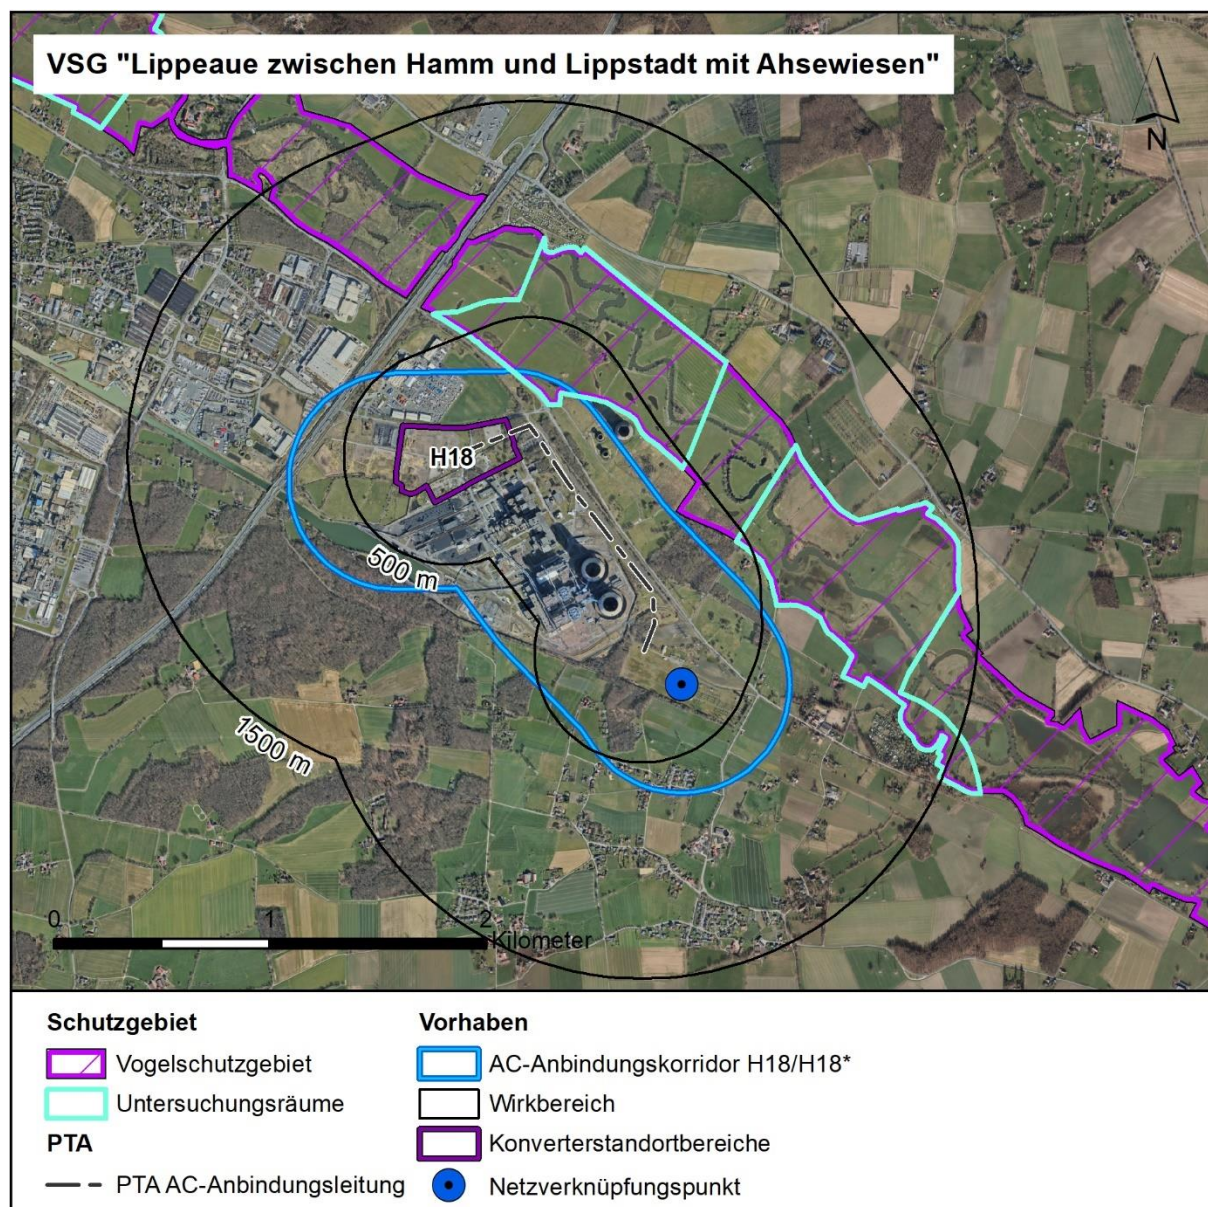 VSG "Lippeaue zwischen Hamm und Lippstadt mit Ahsewiesen"
N
H18
500 m
1500 m
0 1 2
Kilometer
Schutzgebiet
Vogelschutzgebiet
Untersuchungsräume
PTA
PTA AC-Anbindungsleitung
Vorhaben
AC-Anbindungskorridor H18/H18*
Wirkbereich
Konverterstandortbereiche
Netzverknüpfungspunkt